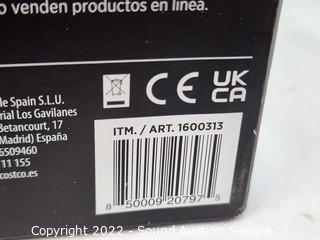 o venden productos en línea.
le Spain S.L.U.
rial Los Gavilanes
Betancourt, 17
Madrid) España
6509460
11 155
costco.es
CE
UK
CA
ITM. / ART. 1600313
8 50009 20797 5
Copyright 2022 - Sound Auction Service